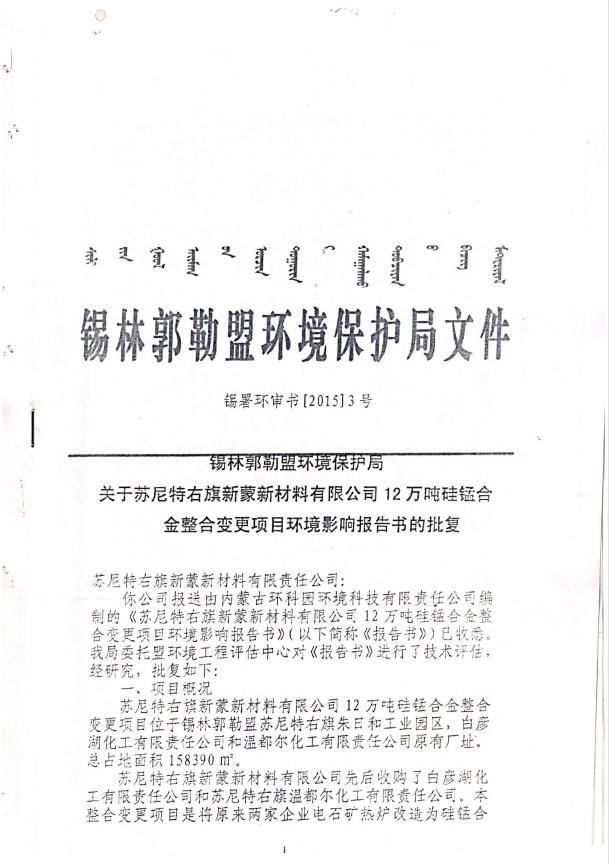 锡林郭勒盟环境保护局文件
锡署环审书[2015]3号
锡林郭勒盟环境保护局
关于苏尼特右旗新蒙新材料有限公司12万吨硅锰合
金整合变更项目环境影响报告书的批复
苏尼特右旗新蒙新材料有限责任公司:
你公司报送由内蒙古环科园环境科技有限责任公司编
制的《苏尼特右旗新蒙新材料有限公司12万吨硅锰合金整
合变更项目环境影响报告书》(以下简称《报告书》)已收悉。
我局委托盟环境工程评估中心对《报告书》进行了技术评估,
经研究,批复如下:
一、项目概况
苏尼特右旗新蒙新材料有限公司12万吨硅锰合金整合
变更项目位于锡林郭勒盟苏尼特右旗朱日和工业园区,白彦
湖化工有限责任公司和温都尔化工有限责任公司原有厂址。
总占地面积158390㎡。
苏尼特右旗新蒙新材料有限公司先后收购了白彦湖化
工有限责任公司和苏尼特右旗温都尔化工有限责任公司。本
整合变更项目是将原来两家企业电石矿热炉改造为硅锰合
1